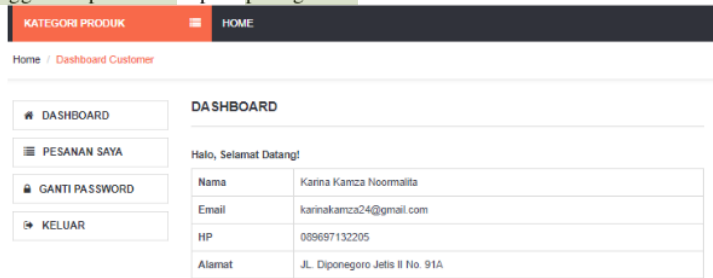 KATEGORI PRODUK
HOME
Home / Dashboard Customer
DASHBOARD
PESANAN SAYA
GANTI PASSWORD
KELUAR
DASHBOARD
Halo, Selamat Datang!
Nama Karina Kamza Noormalita
Email karinakamza24@gmail.com
HP 089697132205
Alamat JL. Diponegoro Jetis II No. 91A